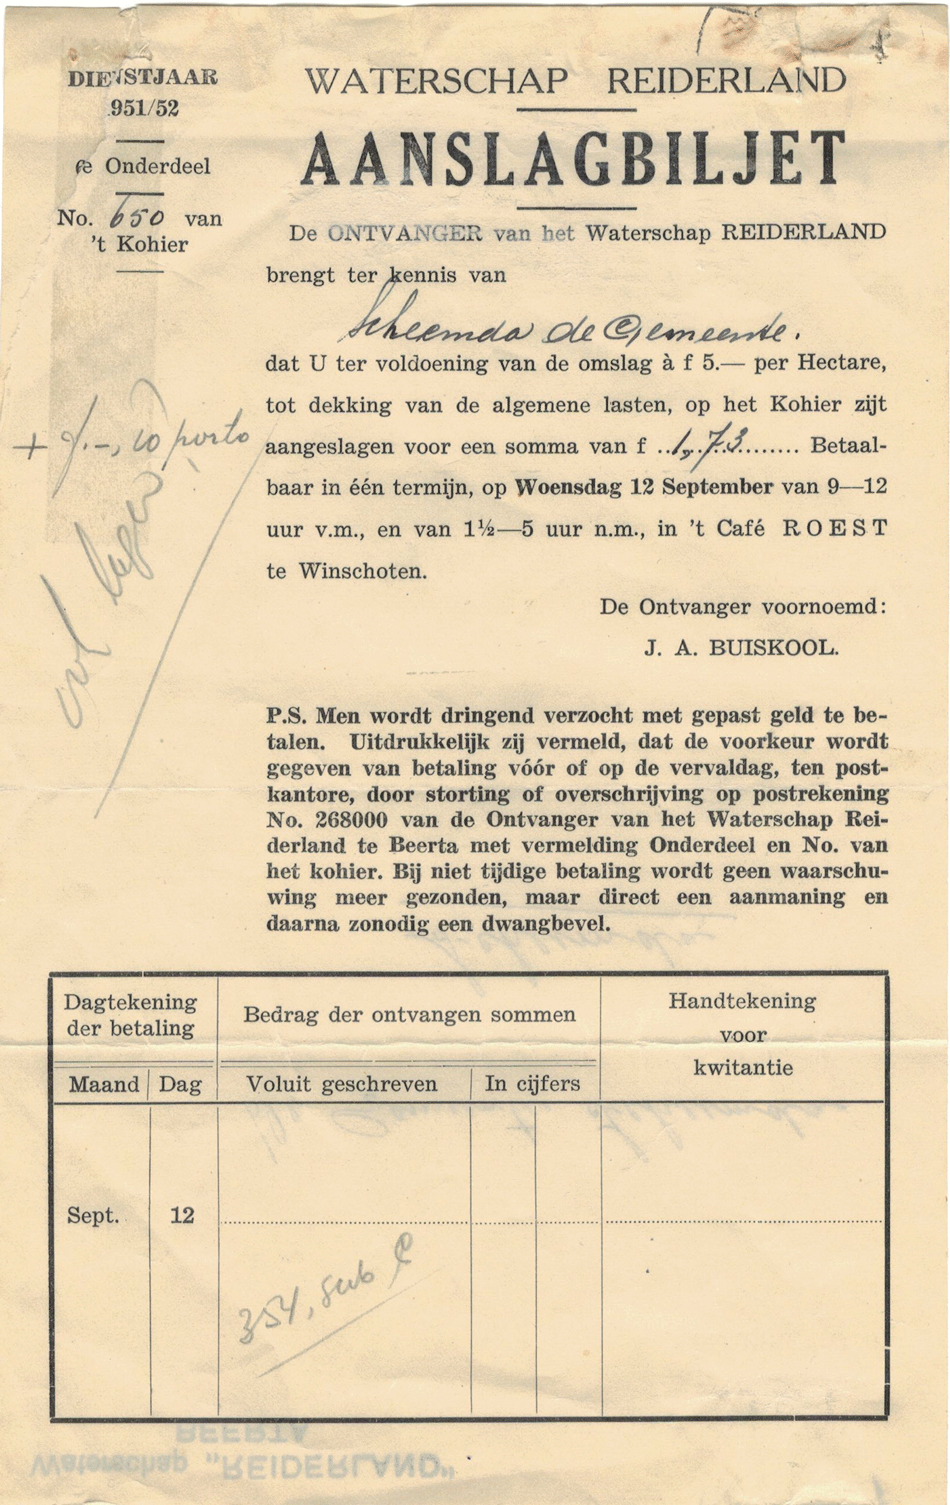 DIENSTJAAR
951/52
e Onderdeel
No. 650 van
't Kohier
WATERSCHAP REIDERLAND
AANSLAGBILJET
De ONTVANGER van het Waterschap REIDERLAND
brengt ter kennis van
Scheemda de Gemeente.
dat U ter voldoening van de omslag à f 5.— per Hectare,
tot dekking van de algemene lasten, op het Kohier zijt
aangeslagen voor een somma van f ..1,73........ Betaal-
baar in één termijn, op Woensdag 12 September van 9—12
uur v.m., en van 1½—5 uur n.m., in 't Café ROEST
te Winschoten.
De Ontvanger voornoemd:
J. A. BUISKOOL.
+ 10 porto
P.S. Men wordt dringend verzocht met gepast geld te be-
talen. Uitdrukkelijk zij vermeld, dat de voorkeur wordt
gegeven van betaling vóór of op de vervaldag, ten post-
kantore, door storting of overschrijving op postrekening
No. 268000 van de Ontvanger van het Waterschap Rei-
derland te Beerta met vermelding Onderdeel en No. van
het kohier. Bij niet tijdige betaling wordt geen waarschu-
wing meer gezonden, maar direct een aanmaning en
daarna zonodig een dwangbevel.
Dagtekening
der betaling
Bedrag der ontvangen sommen
Handtekening
voor
kwitantie
Maand Dag
Voluit geschreven
In cijfers
Sept. 12
354, sub C
BEERTA
Waterschap "REIDERLAND"